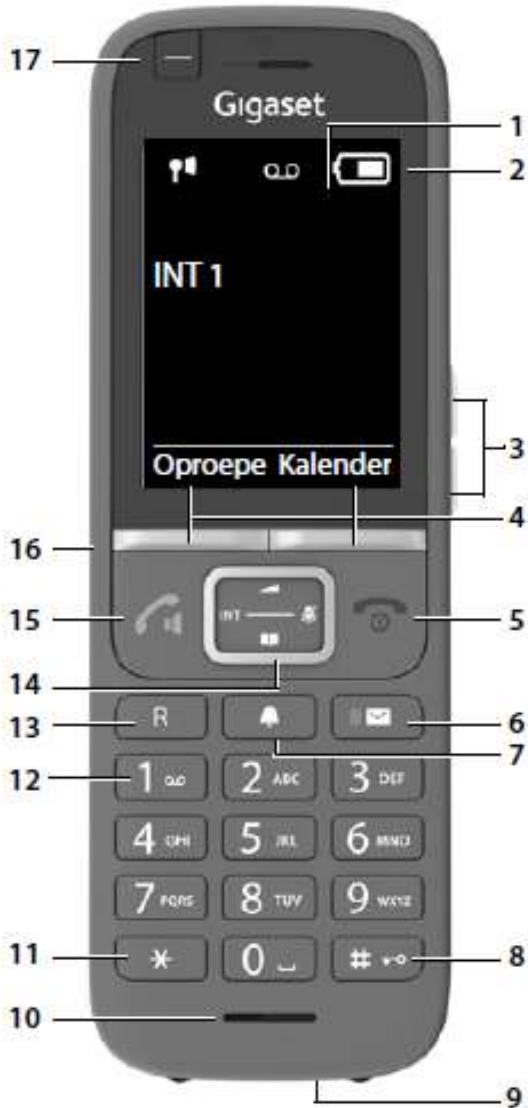 17
Gigaset
1
2
INT 1
3
Oproepe Kalender
4
16
15
INT
5
14
R
6
13
7
12
1 2 ABC 3 DEF
4 GHI 5 JKL 6 MNO
7 PQRS 8 TUV 9 WXYZ
11
* 0 #
8
10
9